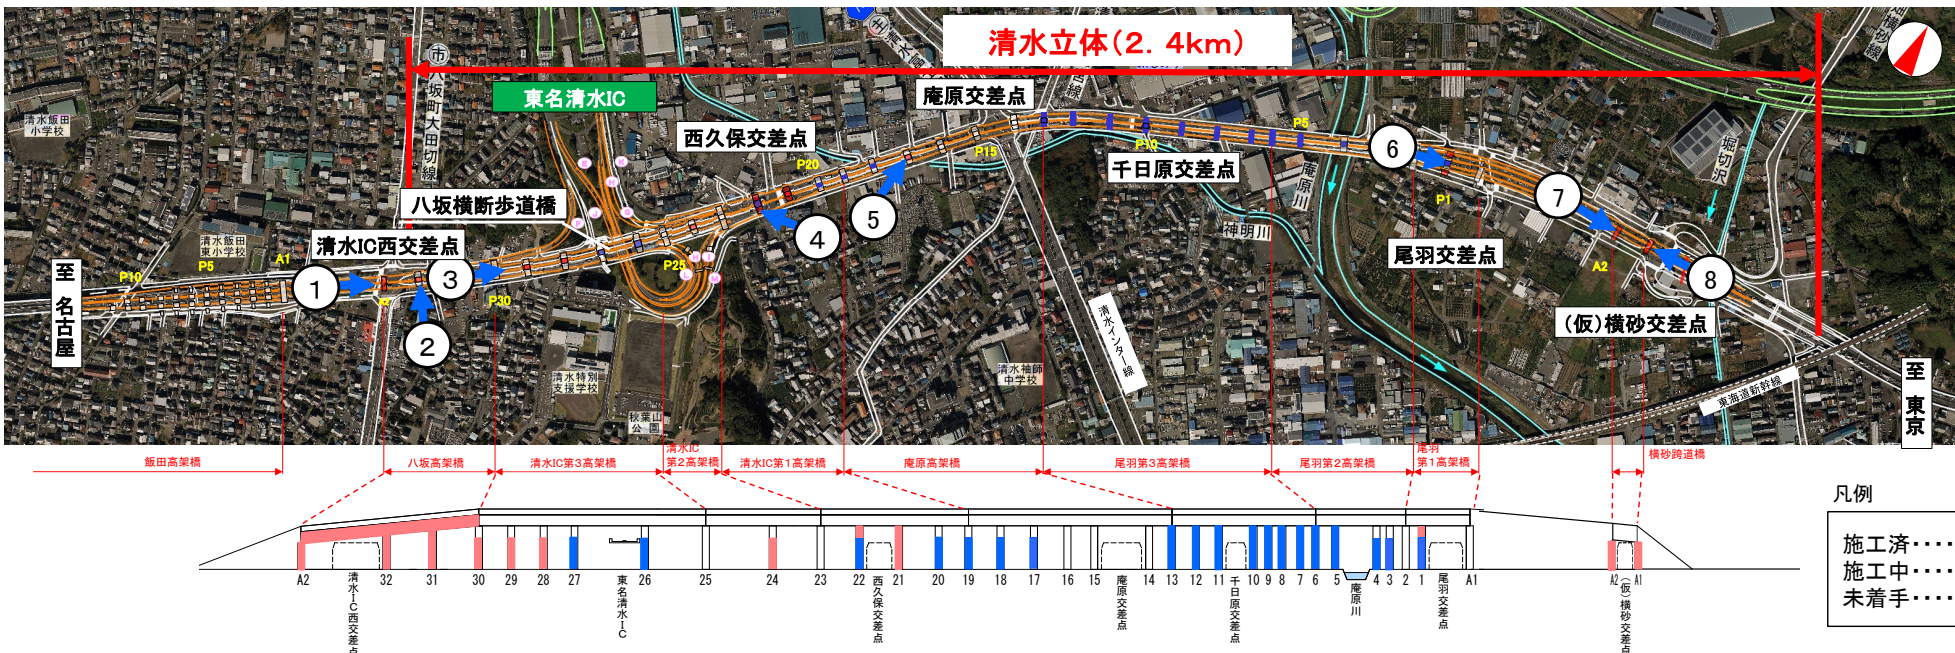 清水立体(2. 4km)
東名清水IC
庵原交差点
西久保交差点
千日原交差点
八坂横断歩道橋
清水IC西交差点
尾羽交差点
(仮)横砂交差点
至 名古屋
至 東京
市 八坂町大田切線
清水飯田
小学校
清水飯田
東小学校
清水特別
支援学校
秋葉山
公園
清水袖師
中学校
清水インター線
神明川
庵原川
堀切沢
東海道新幹線
P10
P5
A1
A2
P30
P25
P20
P15
P10
P5
P1
A2
E
K
H
J
F
G
L
M
I
1
2
3
4
5
6
7
8
飯田高架橋
八坂高架橋
清水IC第3高架橋
清水IC
第2高架橋
清水IC第1高架橋
庵原高架橋
尾羽第3高架橋
尾羽第2高架橋
尾羽
第1高架橋
横砂跨道橋
A2 32 31 30 29 28 27 26 25 24 23 22 21 20 19 18 17 16 15 14 13 12 11 10 9 8 7 6 5 4 3 2 1 A1 A2 A1
清水IC西交差点
東名清水IC
西久保交差点
庵原交差点
千日原交差点
庵原川
尾羽交差点
(仮)横砂交差点
凡例
施工済････
施工中････
未着手････